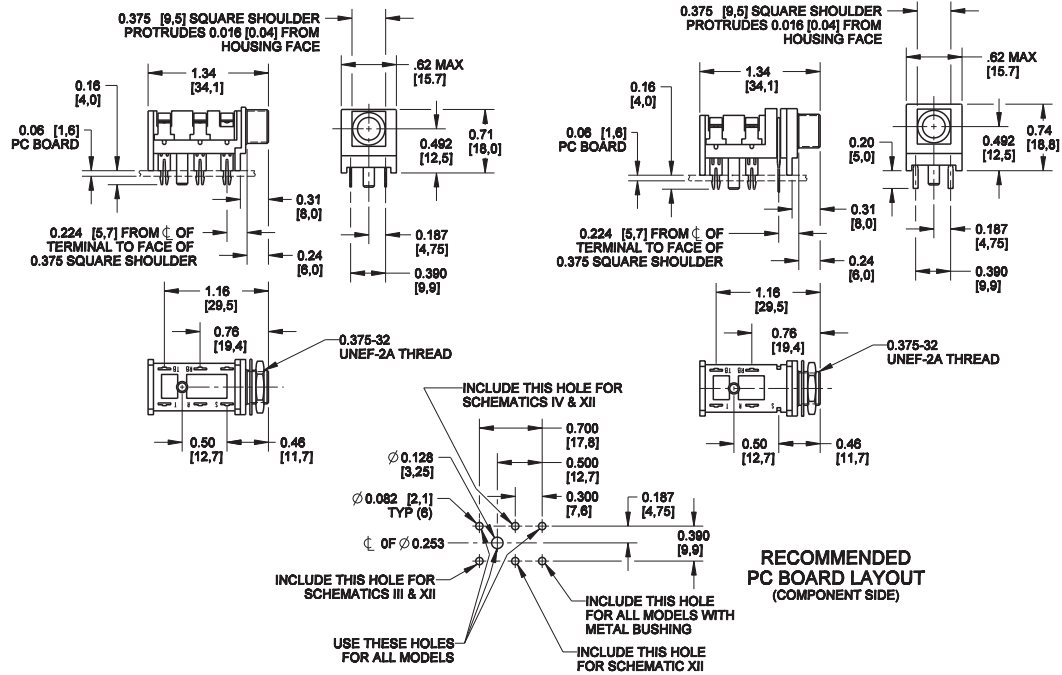 0.375 [9,5] SQUARE SHOULDER
PROTRUDES 0.016 [0.04] FROM
HOUSING FACE
1.34
[34,1]
.62 MAX
[15.7]
0.16
[4,0]
0.06 [1,6]
PC BOARD
0.71
[18,0]
0.492
[12,5]
0.31
[8,0]
0.224 [5,7] FROM ℄ OF
TERMINAL TO FACE OF
0.375 SQUARE SHOULDER
0.24
[6,0]
0.187
[4,75]
0.390
[9,9]
1.16
[29,5]
0.76
[19,4]
0.375-32
UNEF-2A THREAD
TB RB
T R S
0.50
[12,7]
0.46
[11,7]
0.375 [9,5] SQUARE SHOULDER
PROTRUDES 0.016 [0.04] FROM
HOUSING FACE
1.34
[34,1]
.62 MAX
[15.7]
0.16
[4,0]
0.06 [1,6]
PC BOARD
0.20
[5,0]
0.74
[18,8]
0.492
[12,5]
0.31
[8,0]
0.224 [5,7] FROM ℄ OF
TERMINAL TO FACE OF
0.375 SQUARE SHOULDER
0.24
[6,0]
0.187
[4,75]
0.390
[9,9]
1.16
[29,5]
0.76
[19,4]
0.375-32
UNEF-2A THREAD
TB RB
T R S
0.50
[12,7]
0.46
[11,7]
INCLUDE THIS HOLE FOR
SCHEMATICS IV & XII
0.700
[17,8]
Ø0.128
[3,25]
0.500
[12,7]
Ø0.082 [2,1]
TYP (6)
0.300
[7,6]
0.187
[4,75]
℄ OF Ø0.253
0.390
[9,9]
INCLUDE THIS HOLE FOR
SCHEMATICS III & XII
INCLUDE THIS HOLE
FOR ALL MODELS WITH
METAL BUSHING
USE THESE HOLES
FOR ALL MODELS
INCLUDE THIS HOLE
FOR SCHEMATIC XII
RECOMMENDED
PC BOARD LAYOUT
(COMPONENT SIDE)